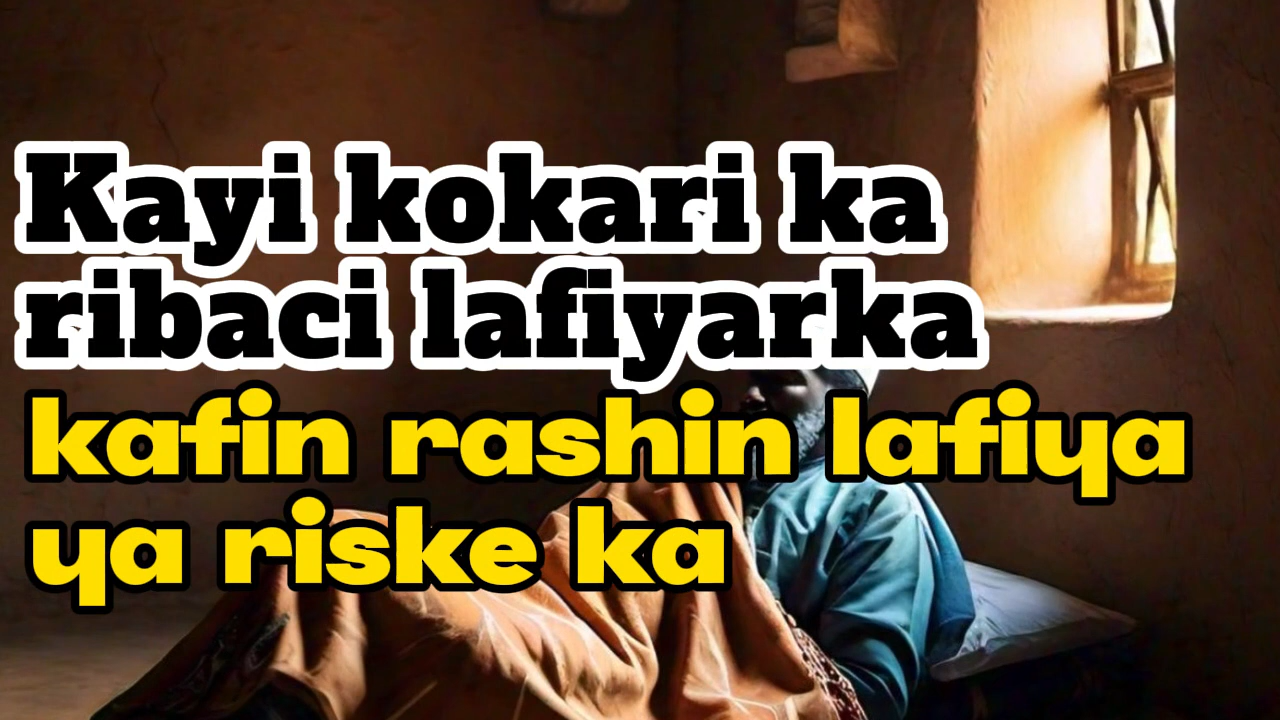 Kayi kokari ka
ribaci lafiyarka
kafin rashin lafiya
ya riske ka